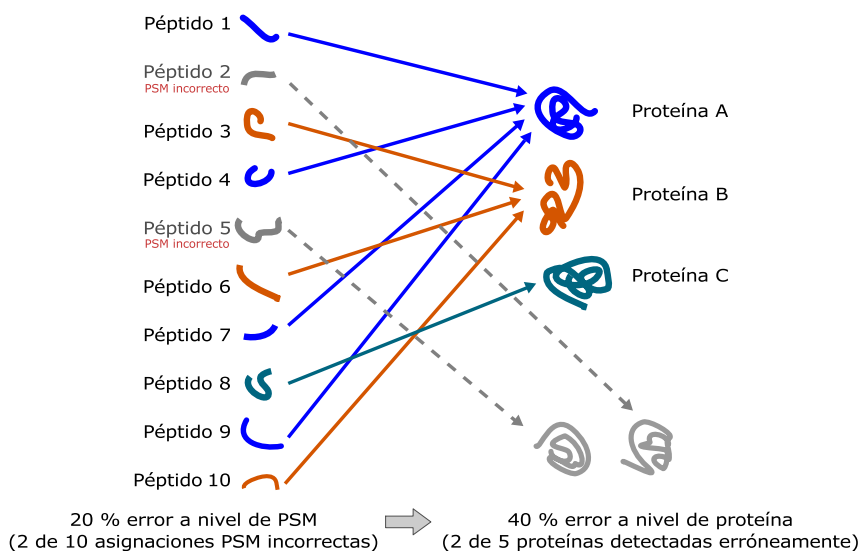 Péptido 1
Péptido 2
PSM incorrecto
Péptido 3
Péptido 4
Péptido 5
PSM incorrecto
Péptido 6
Péptido 7
Péptido 8
Péptido 9
Péptido 10
Proteína A
Proteína B
Proteína C
20 % error a nivel de PSM
(2 de 10 asignaciones PSM incorrectas)
40 % error a nivel de proteína
(2 de 5 proteínas detectadas erróneamente)